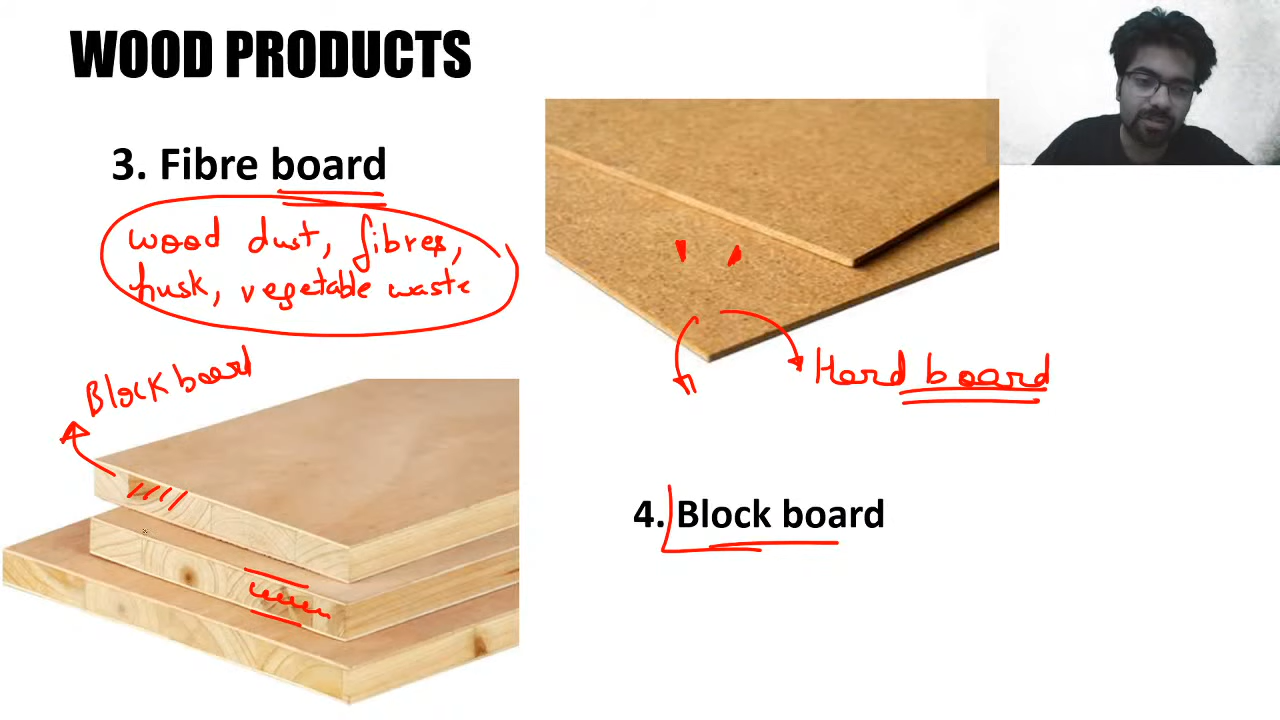 WOOD PRODUCTS
3. Fibre board
wood dust, fibres,
husk, vegetable waste
Block board
Hard board
4. Block board